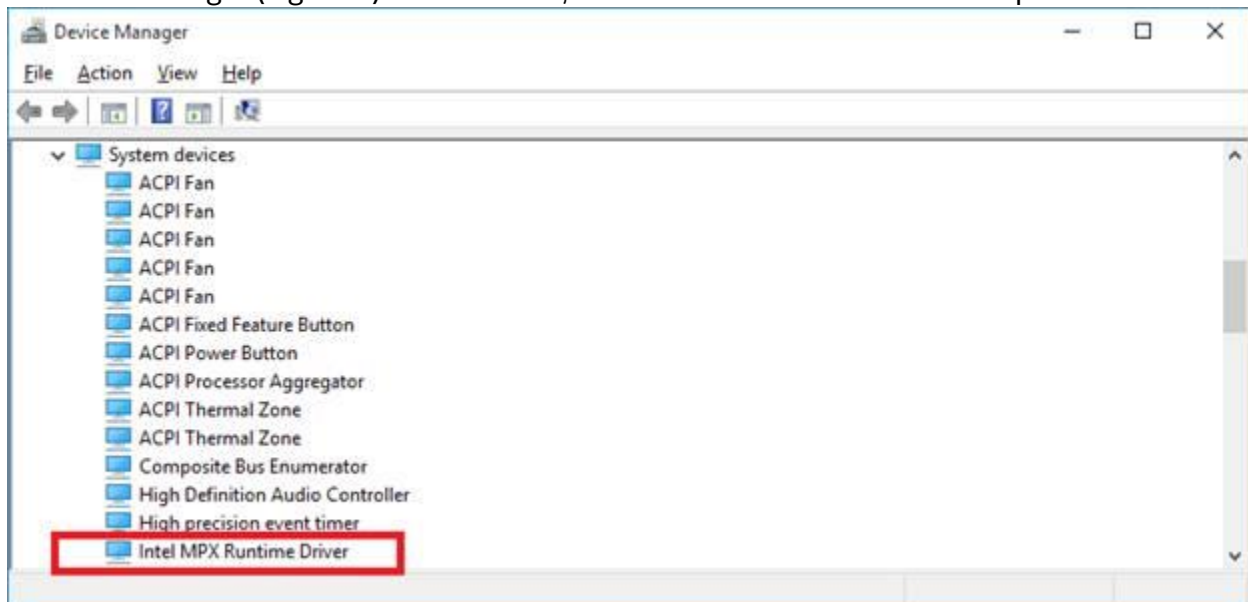 Device Manager
File Action View Help
System devices
ACPI Fan
ACPI Fan
ACPI Fan
ACPI Fan
ACPI Fan
ACPI Fixed Feature Button
ACPI Power Button
ACPI Processor Aggregator
ACPI Thermal Zone
ACPI Thermal Zone
Composite Bus Enumerator
High Definition Audio Controller
High precision event timer
Intel MPX Runtime Driver